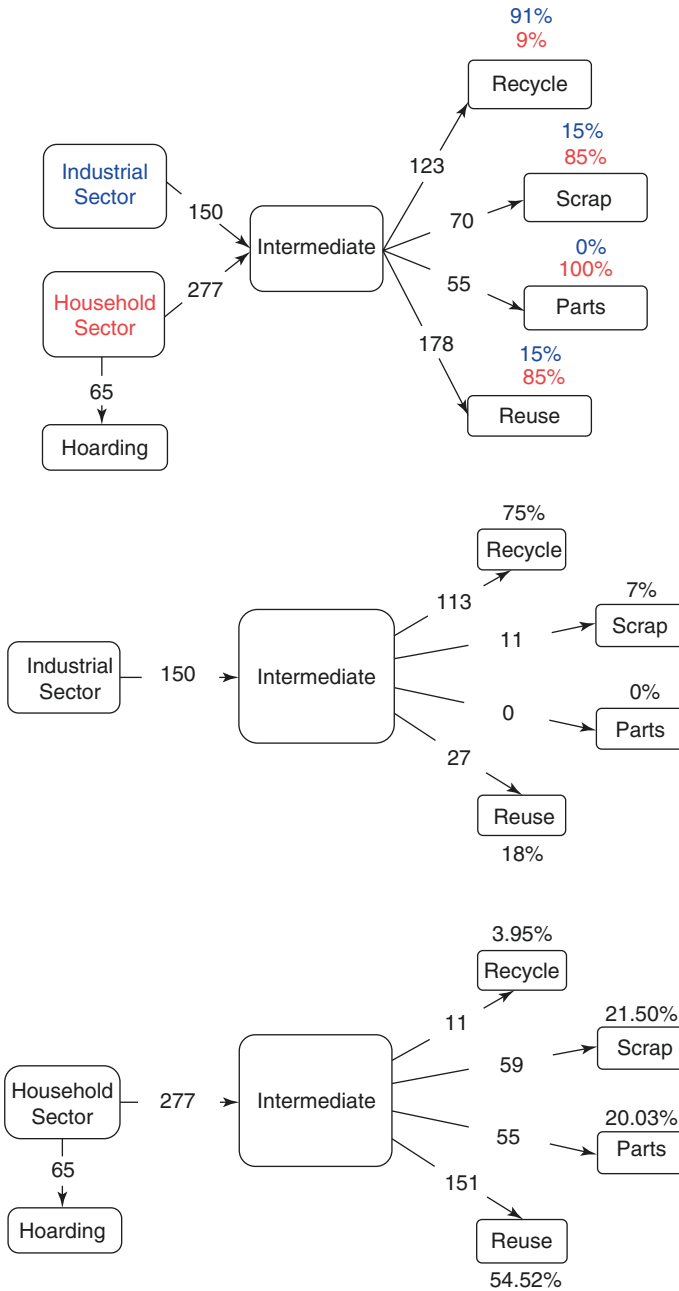 91%
9%
Recycle
15%
85%
Industrial
Sector
123
Scrap
150
70
Intermediate
0%
100%
Household
Sector
277
55
Parts
178
15%
85%
65
Reuse
Hoarding
75%
Recycle
113
7%
Scrap
11
Industrial
Sector
150
Intermediate
0%
0
Parts
27
Reuse
18%
3.95%
Recycle
11
21.50%
Scrap
59
Household
Sector
277
Intermediate
20.03%
55
Parts
65
151
Hoarding
Reuse
54.52%